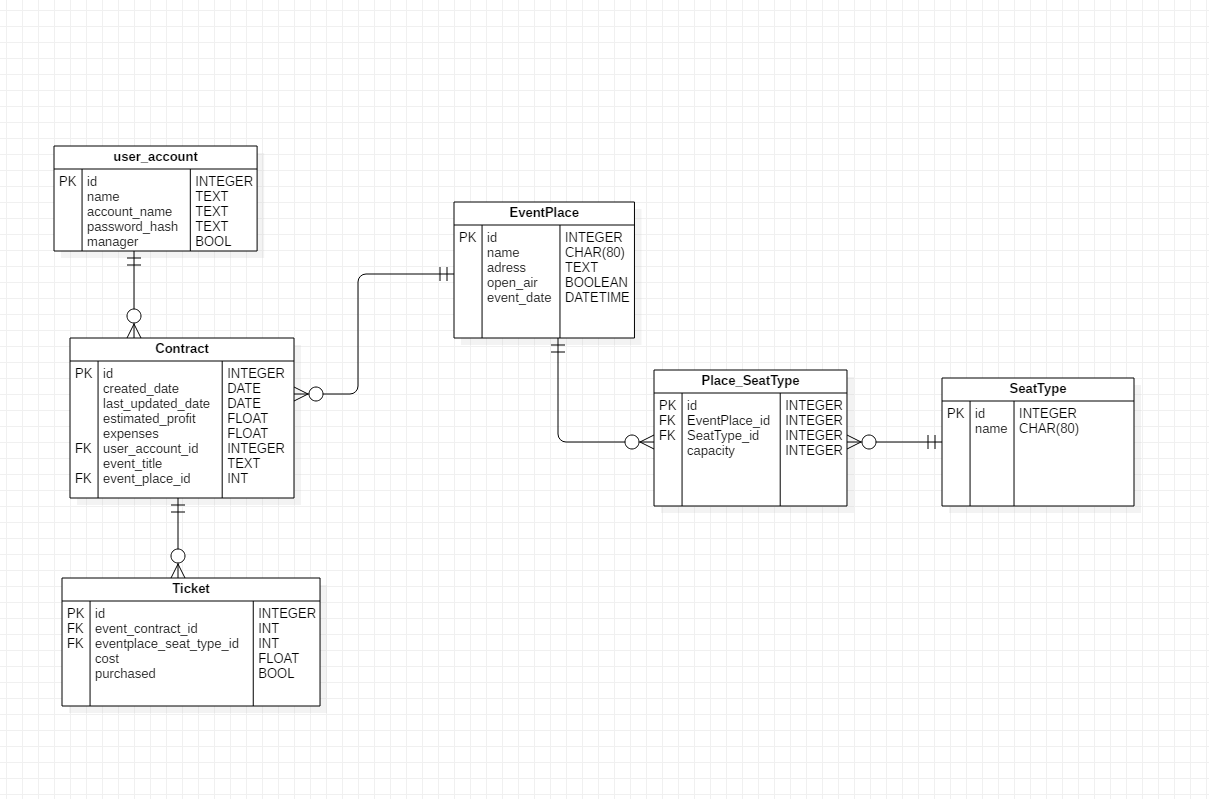 user_account
PK id INTEGER
name TEXT
account_name TEXT
password_hash TEXT
manager BOOL
EventPlace
PK id INTEGER
name CHAR(80)
adress TEXT
open_air BOOLEAN
event_date DATETIME
Contract
PK id INTEGER
created_date DATE
last_updated_date DATE
estimated_profit FLOAT
expenses FLOAT
FK user_account_id INTEGER
event_title TEXT
FK event_place_id INT
Place_SeatType
PK id INTEGER
FK EventPlace_id INTEGER
FK SeatType_id INTEGER
capacity INTEGER
SeatType
PK id INTEGER
name CHAR(80)
Ticket
PK id INTEGER
FK event_contract_id INT
FK eventplace_seat_type_id INT
cost FLOAT
purchased BOOL